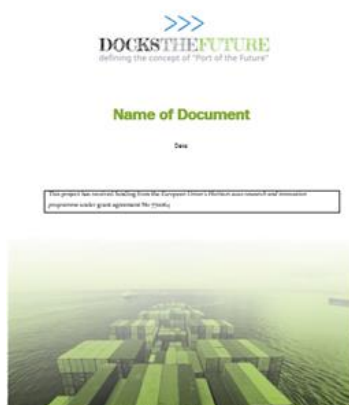 >>>
DOCKSTHEFUTURE
defining the concept of "Port of the Future"
Name of Document
Date
This project has received funding from the European Union's Horizon 2020 research and innovation
programme under grant agreement No